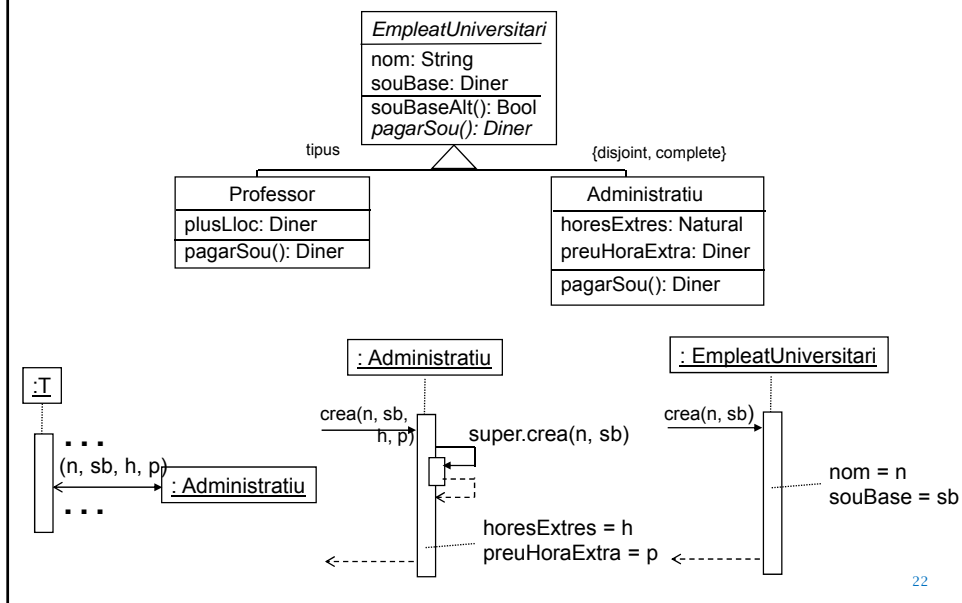 EmpleatUniversitari
nom: String
souBase: Diner
souBaseAlt(): Bool
pagarSou(): Diner
tipus
{disjoint, complete}
Professor
plusLloc: Diner
pagarSou(): Diner
Administratiu
horesExtres: Natural
preuHoraExtra: Diner
pagarSou(): Diner
:T
...
(n, sb, h, p)
: Administratiu
...
: Administratiu
crea(n, sb,
h, p)
super.crea(n, sb)
horesExtres = h
preuHoraExtra = p
: EmpleatUniversitari
crea(n, sb)
nom = n
souBase = sb
22